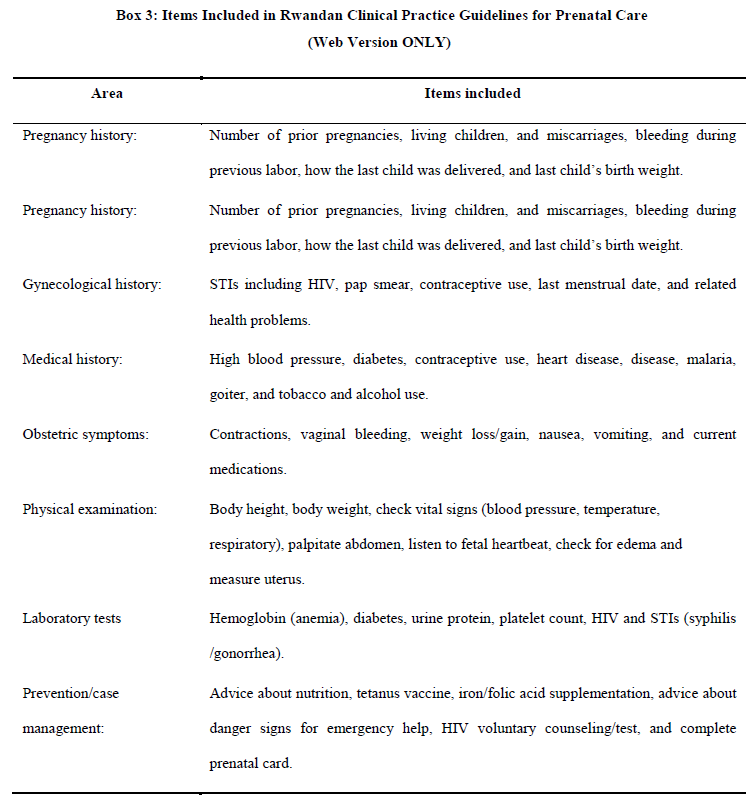 Box 3: Items Included in Rwandan Clinical Practice Guidelines for Prenatal Care
(Web Version ONLY)
Area Items included
Pregnancy history: Number of prior pregnancies, living children, and miscarriages, bleeding during
previous labor, how the last child was delivered, and last child’s birth weight.
Pregnancy history: Number of prior pregnancies, living children, and miscarriages, bleeding during
previous labor, how the last child was delivered, and last child’s birth weight.
Gynecological history: STIs including HIV, pap smear, contraceptive use, last menstrual date, and related
health problems.
Medical history: High blood pressure, diabetes, contraceptive use, heart disease, disease, malaria,
goiter, and tobacco and alcohol use.
Obstetric symptoms: Contractions, vaginal bleeding, weight loss/gain, nausea, vomiting, and current
medications.
Physical examination: Body height, body weight, check vital signs (blood pressure, temperature,
respiratory), palpitate abdomen, listen to fetal heartbeat, check for edema and
measure uterus.
Laboratory tests Hemoglobin (anemia), diabetes, urine protein, platelet count, HIV and STIs (syphilis
/gonorrhea).
Prevention/case Advice about nutrition, tetanus vaccine, iron/folic acid supplementation, advice about
management: danger signs for emergency help, HIV voluntary counseling/test, and complete
prenatal card.